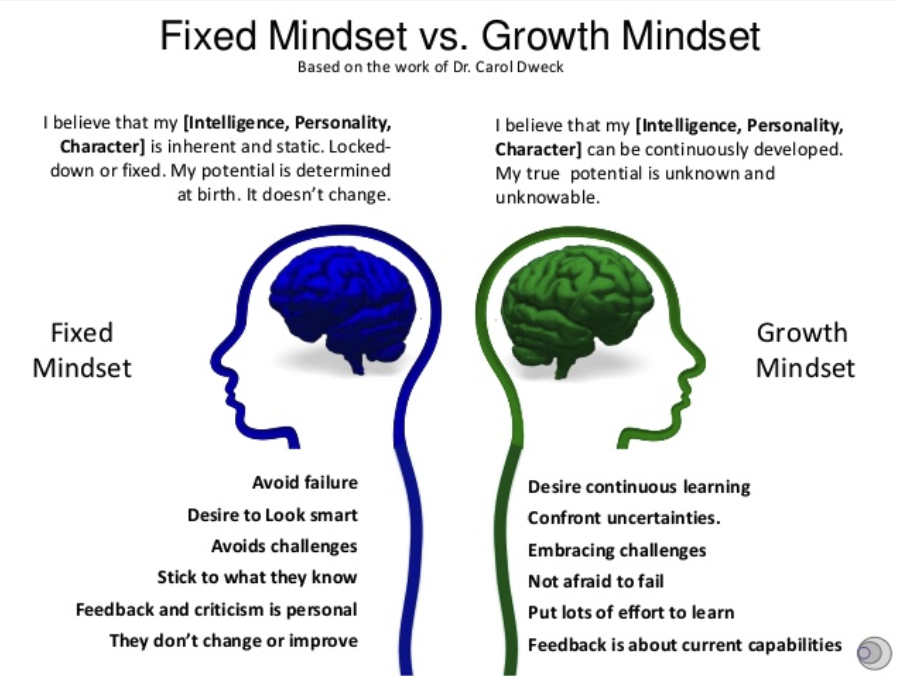 Fixed Mindset vs. Growth Mindset
Based on the work of Dr. Carol Dweck
I believe that my [Intelligence, Personality,
Character] is inherent and static. Locked-
down or fixed. My potential is determined
at birth. It doesn’t change.
I believe that my [Intelligence, Personality,
Character] can be continuously developed.
My true potential is unknown and
unknowable.
Fixed
Mindset
Growth
Mindset
Avoid failure
Desire to Look smart
Avoids challenges
Stick to what they know
Feedback and criticism is personal
They don’t change or improve
Desire continuous learning
Confront uncertainties.
Embracing challenges
Not afraid to fail
Put lots of effort to learn
Feedback is about current capabilities